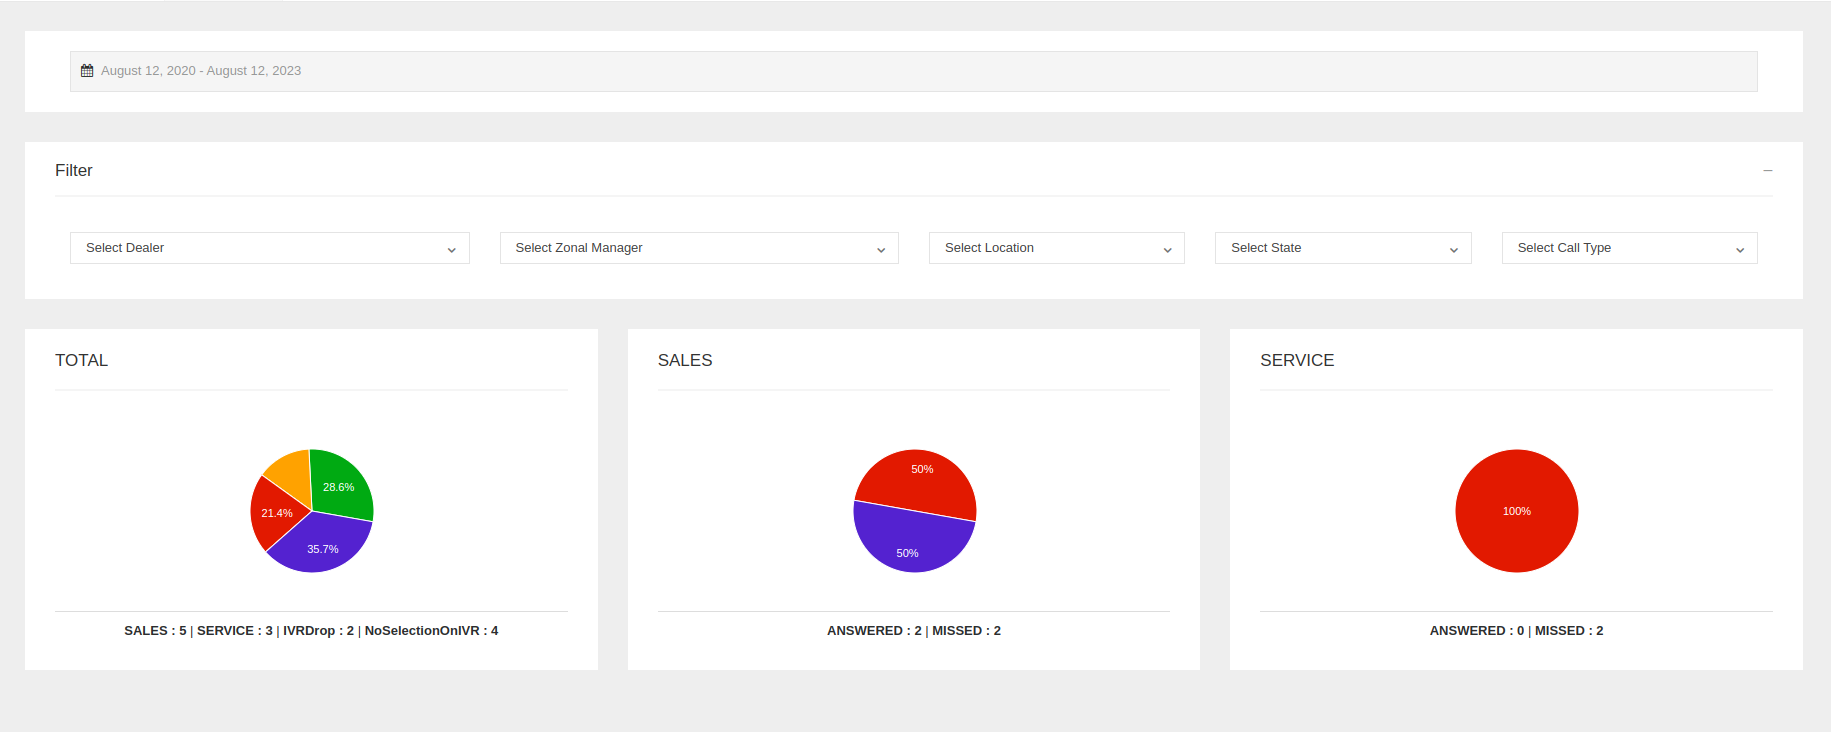 August 12, 2020 - August 12, 2023
Filter
Select Dealer
Select Zonal Manager
Select Location
Select State
Select Call Type
TOTAL
28.6%
21.4%
35.7%
SALES : 5 | SERVICE : 3 | IVRDrop : 2 | NoSelectionOnIVR : 4
SALES
50%
50%
ANSWERED : 2 | MISSED : 2
SERVICE
100%
ANSWERED : 0 | MISSED : 2